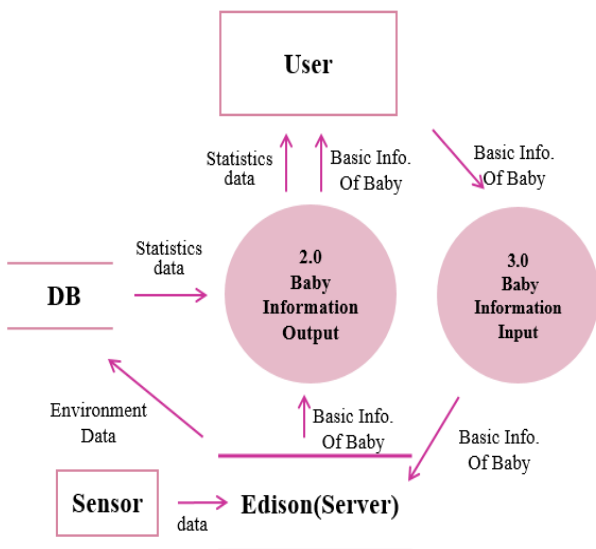 User
Statistics
data
Basic Info.
Of Baby
Basic Info.
Of Baby
Statistics
data
DB
2.0
Baby
Information
Output
3.0
Baby
Information
Input
Environment
Data
Basic Info.
Of Baby
Basic Info.
Of Baby
Sensor
data
Edison(Server)